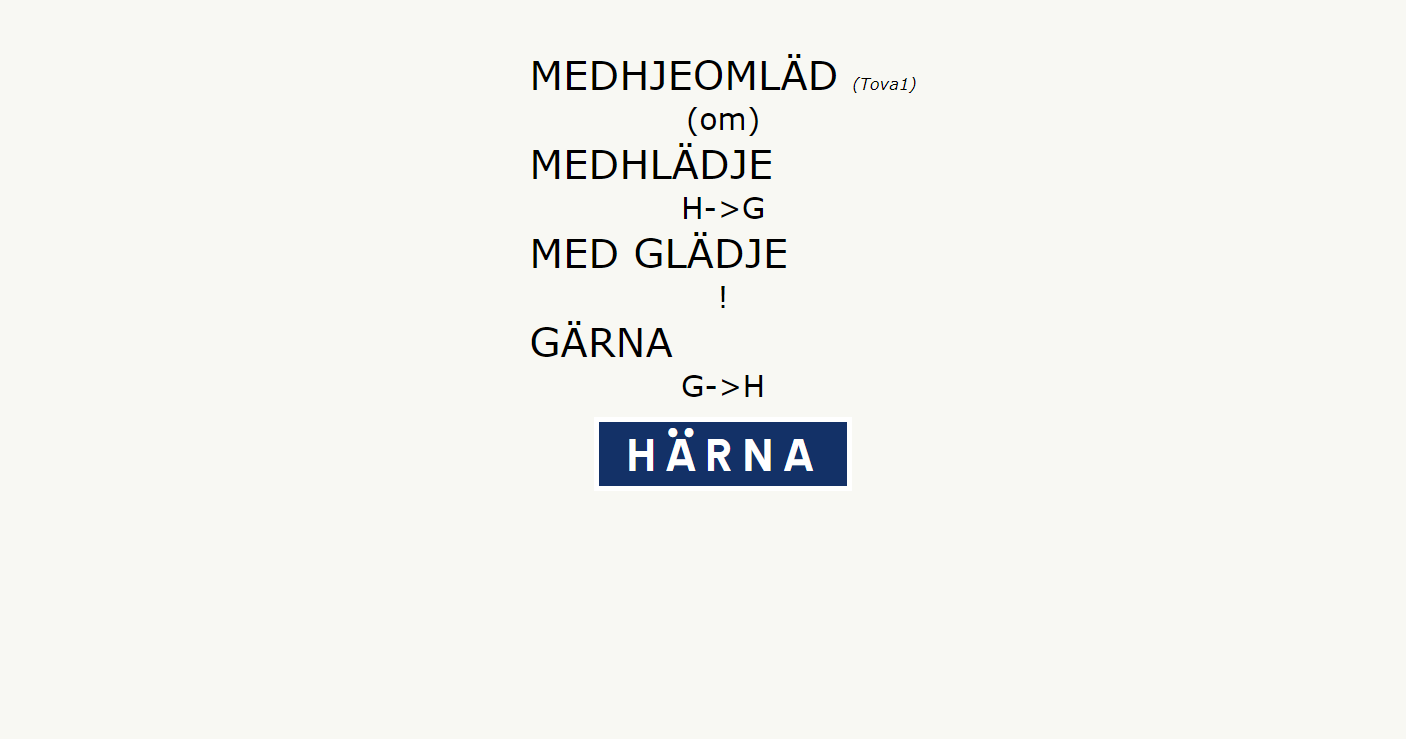 MEDHJEOMLÄD (Tova1)
(om)
MEDHLÄDJE
H->G
MED GLÄDJE
!
GÄRNA
G->H
HÄRNA